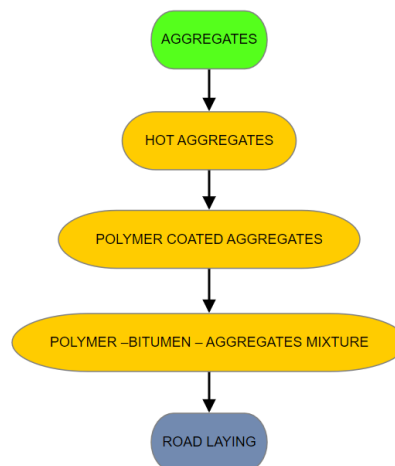 AGGREGATES
HOT AGGREGATES
POLYMER COATED AGGREGATES
POLYMER –BITUMEN – AGGREGATES MIXTURE
ROAD LAYING